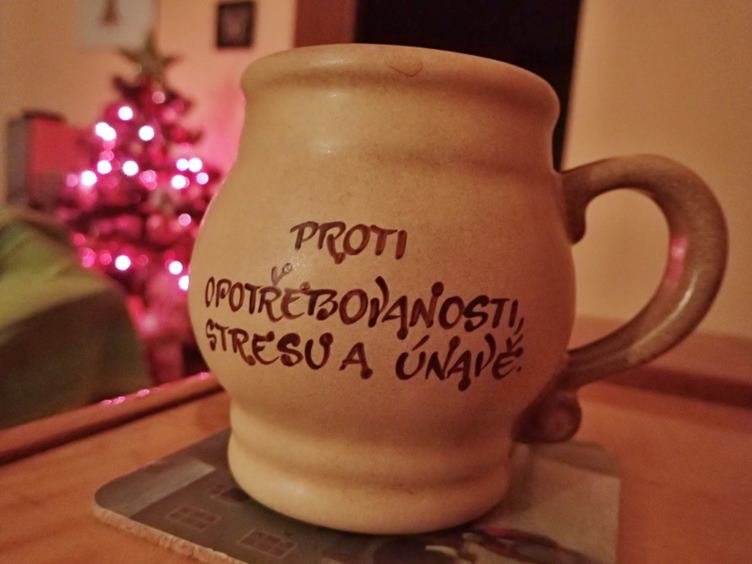 PROTI
OPOTŘEBOVANOSTI,
STRESU A ÚNAVĚ.